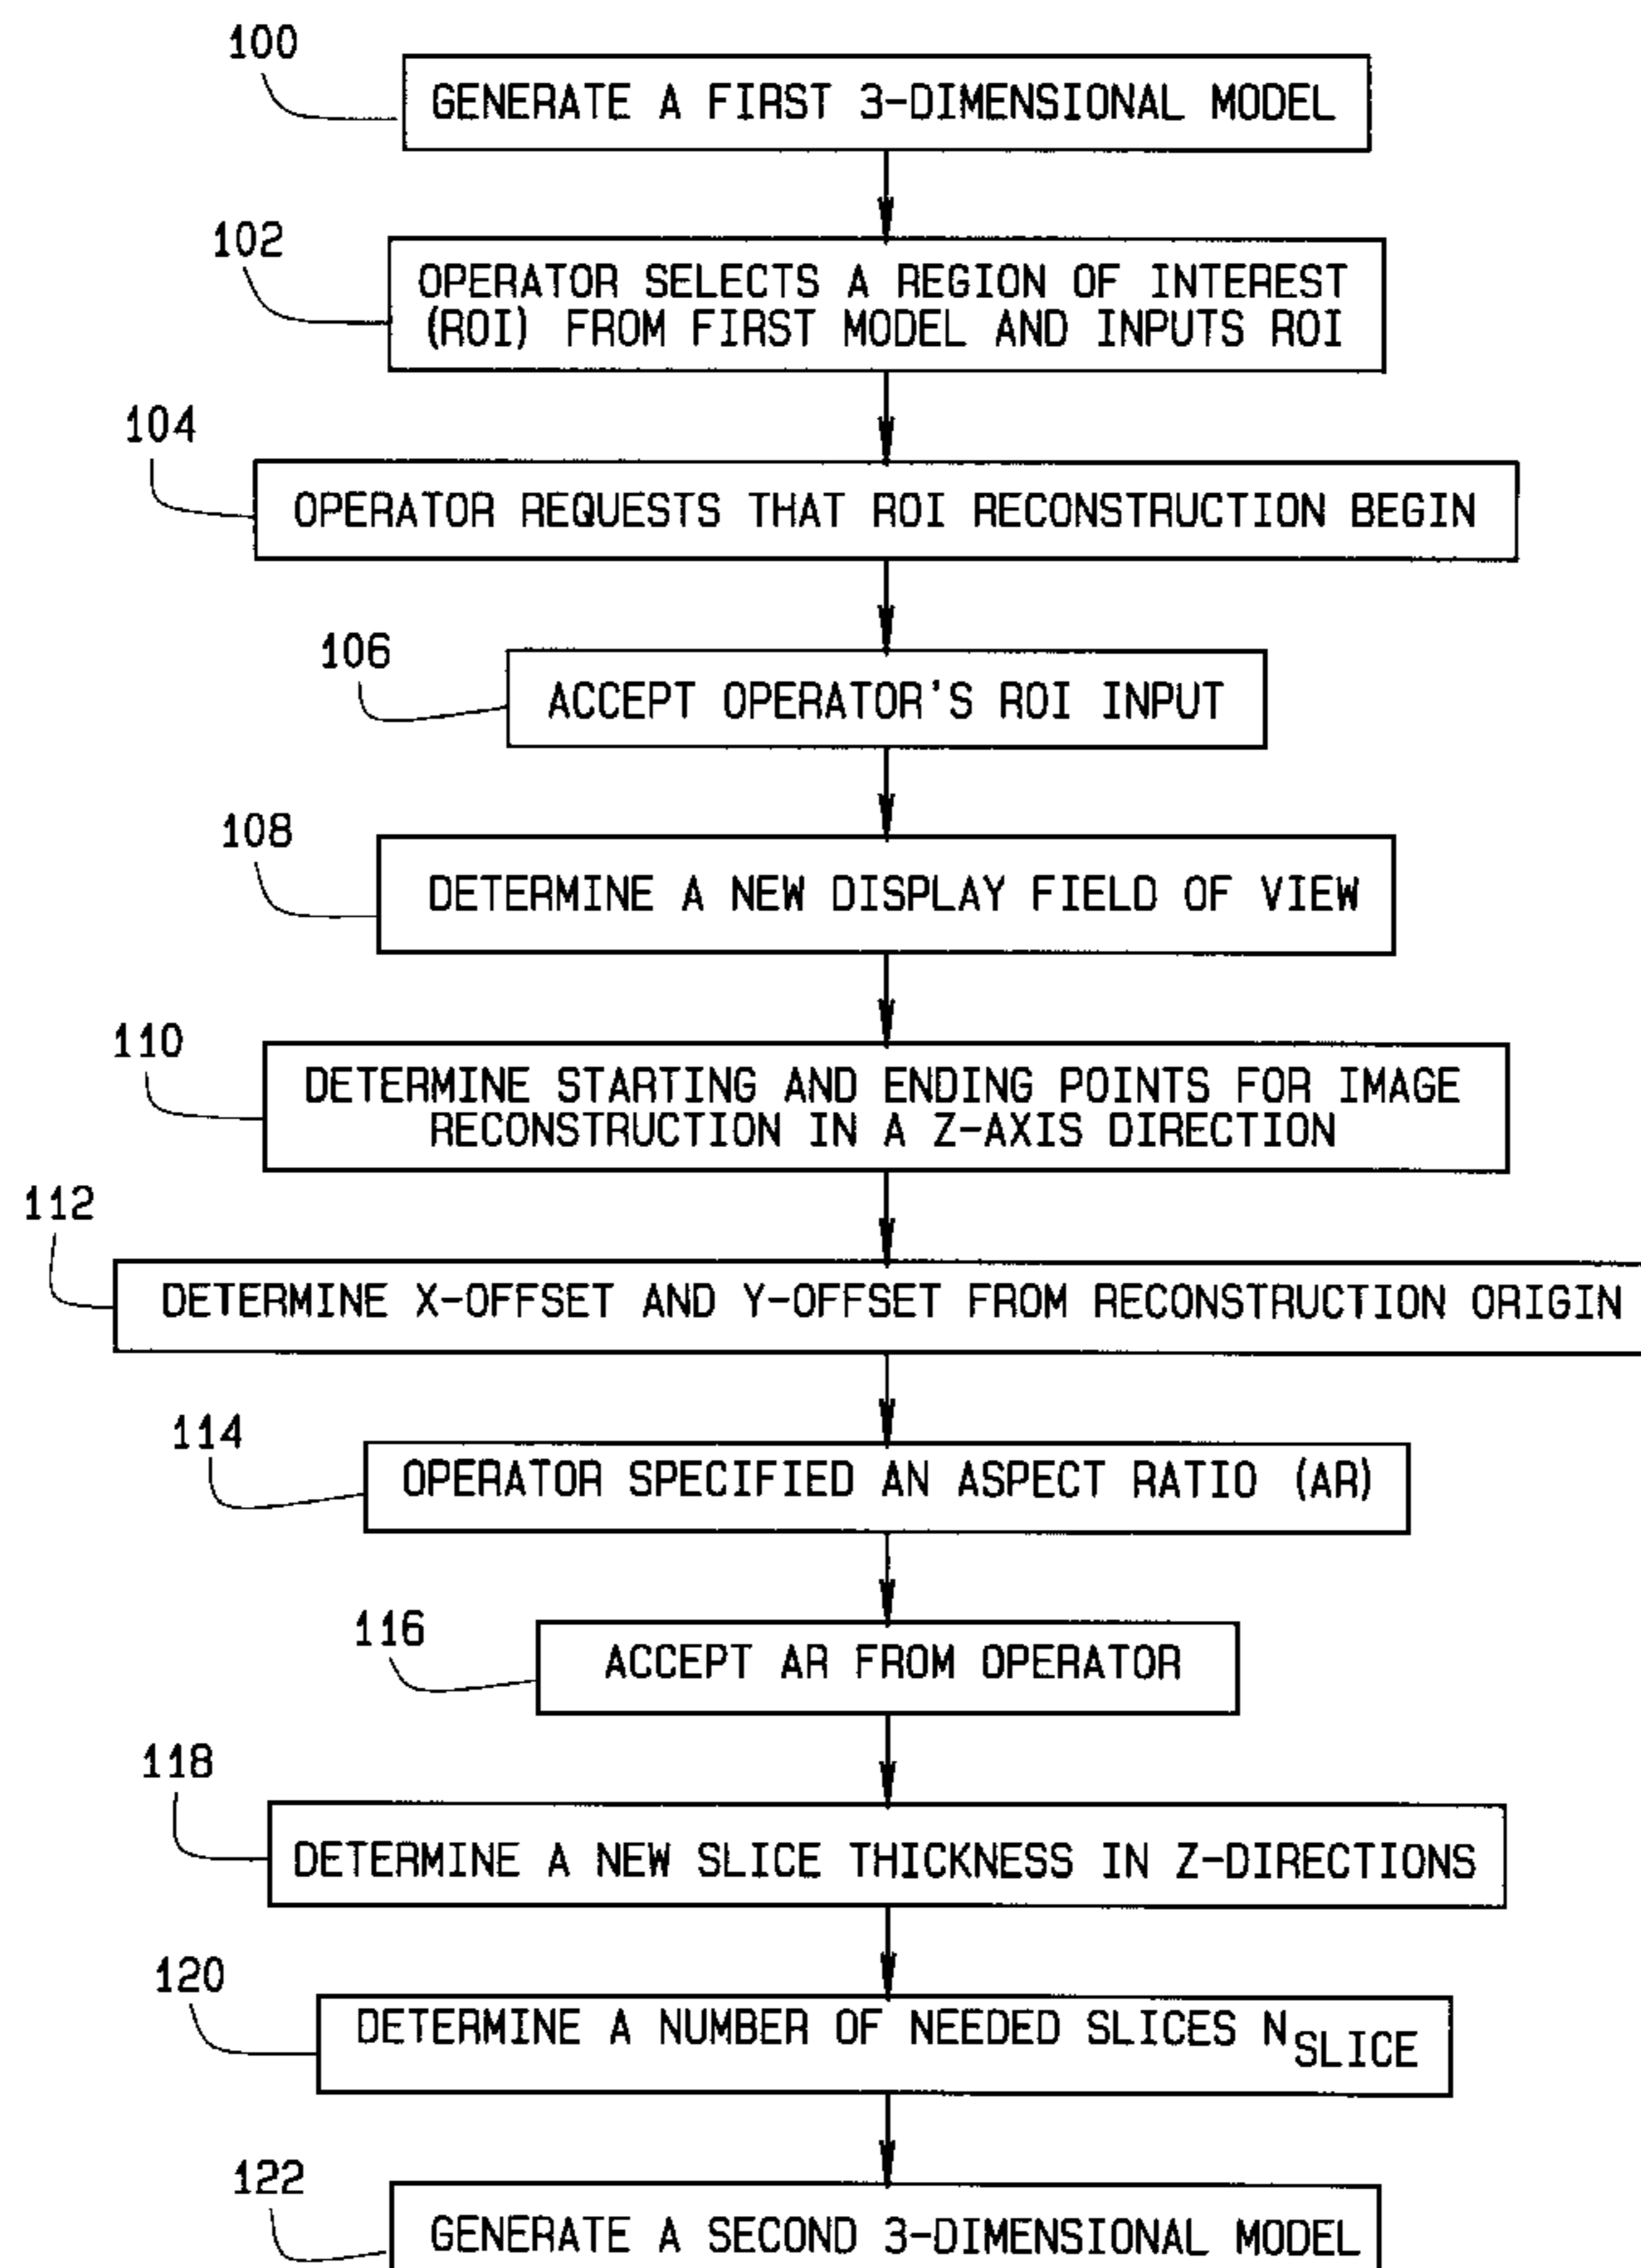 100
GENERATE A FIRST 3-DIMENSIONAL MODEL
102
OPERATOR SELECTS A REGION OF INTEREST
(ROI) FROM FIRST MODEL AND INPUTS ROI
104
OPERATOR REQUESTS THAT ROI RECONSTRUCTION BEGIN
106
ACCEPT OPERATOR'S ROI INPUT
108
DETERMINE A NEW DISPLAY FIELD OF VIEW
110
DETERMINE STARTING AND ENDING POINTS FOR IMAGE
RECONSTRUCTION IN A Z-AXIS DIRECTION
112
DETERMINE X-OFFSET AND Y-OFFSET FROM RECONSTRUCTION ORIGIN
114
OPERATOR SPECIFIED AN ASPECT RATIO (AR)
116
ACCEPT AR FROM OPERATOR
118
DETERMINE A NEW SLICE THICKNESS IN Z-DIRECTIONS
120
DETERMINE A NUMBER OF NEEDED SLICES N SLICE
122
GENERATE A SECOND 3-DIMENSIONAL MODEL